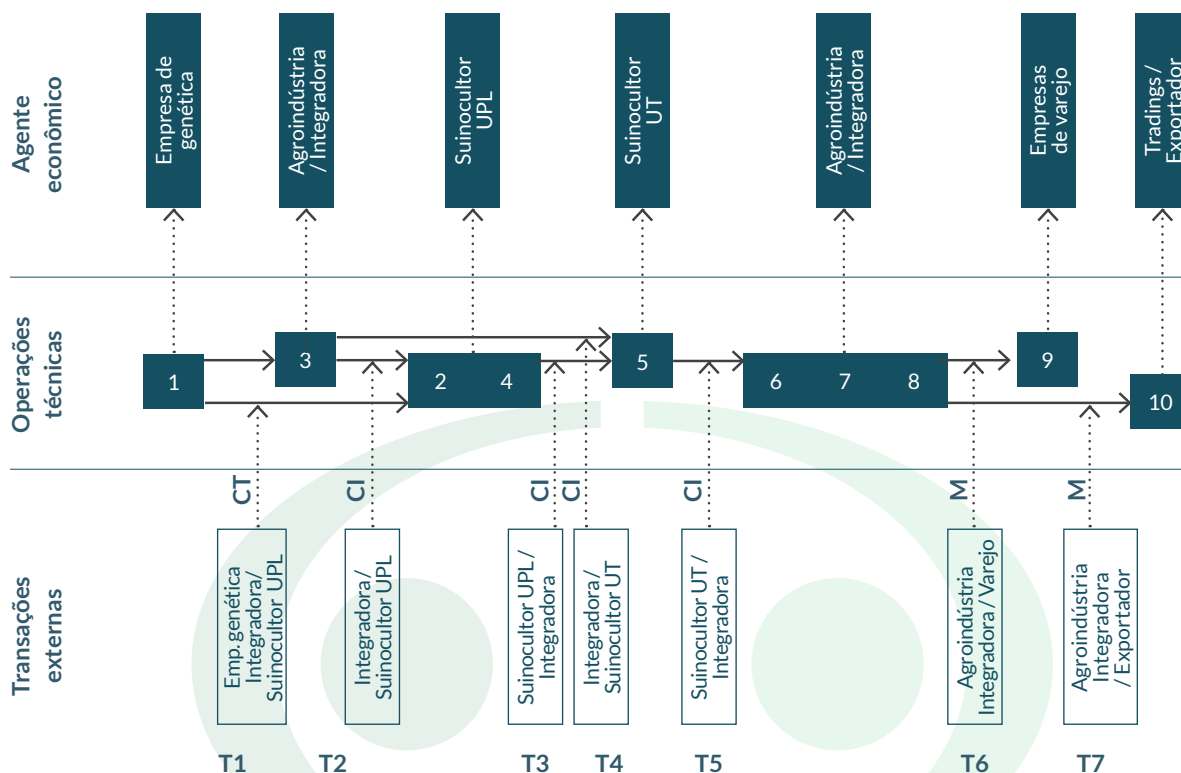 Agente
econômico
Empresa de
genética
Agroindústria
/ Integradora
Suinocultor
UPL
Suinocultor
UT
Agroindústria
/ Integradora
Empresas
de varejo
Tradings /
Exportador
Operações
técnicas
1
3
2
4
5
6
7
8
9
10
Transações
externas
CT
CI
CI
CI
CI
M
M
Emp. genética
Integradora/
Suinocultor UPL
Integradora/
Suinocultor UPL
Suinocultor UPL /
Integradora
Integradora/
Suinocultor UT
Suinocultor UT /
Integradora
Agroindústria
Integradora / Varejo
Agroindústria
Integradora
/ Exportador
T1
T2
T3
T4
T5
T6
T7